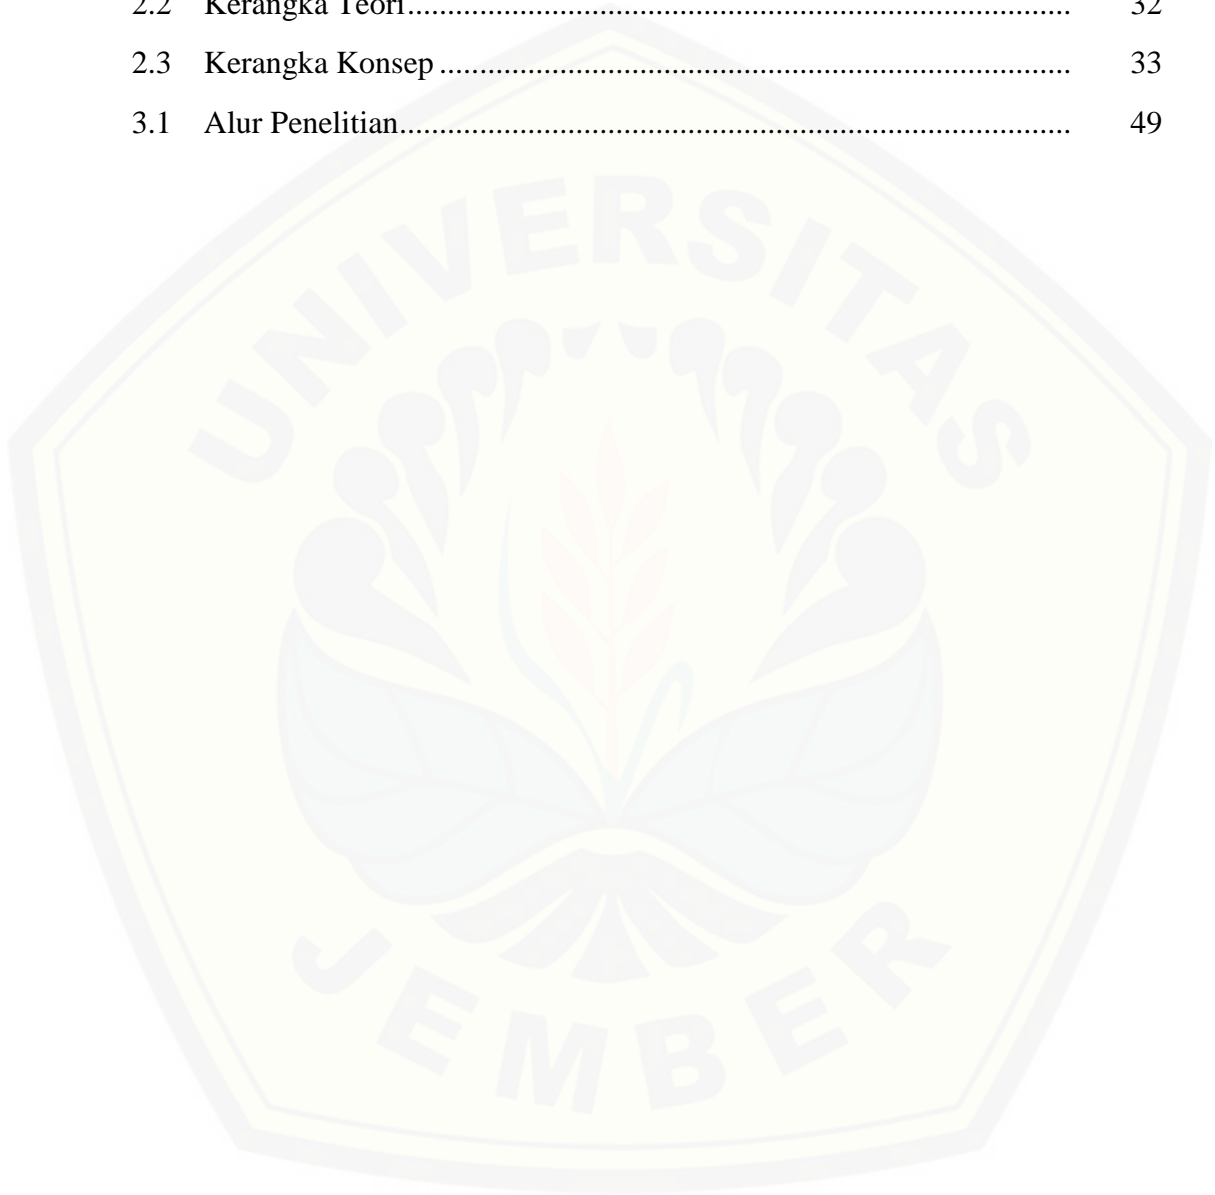 2.2 Kerangka Teori.................................................................................... 32
2.3 Kerangka Konsep ............................................................................... 33
3.1 Alur Penelitian.................................................................................... 49
UNIVERSITAS
JEMBER